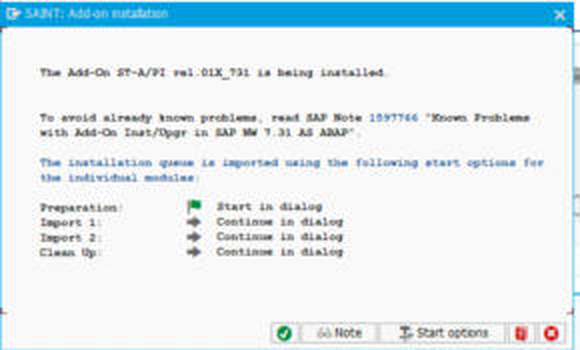 SAINT: Add-on installation
The Add-On ST-A/PI rel.01X_731 is being installed.
To avoid already known problems, read SAP Note 1597766 "Known Problems
with Add-On Inst/Upgr in SAP NW 7.31 AS ABAP".
The installation queue is imported using the following start options for
the individual modules:
Preparation: Start in dialog
Import 1: Continue in dialog
Import 2: Continue in dialog
Clean Up: Continue in dialog
Note Start options